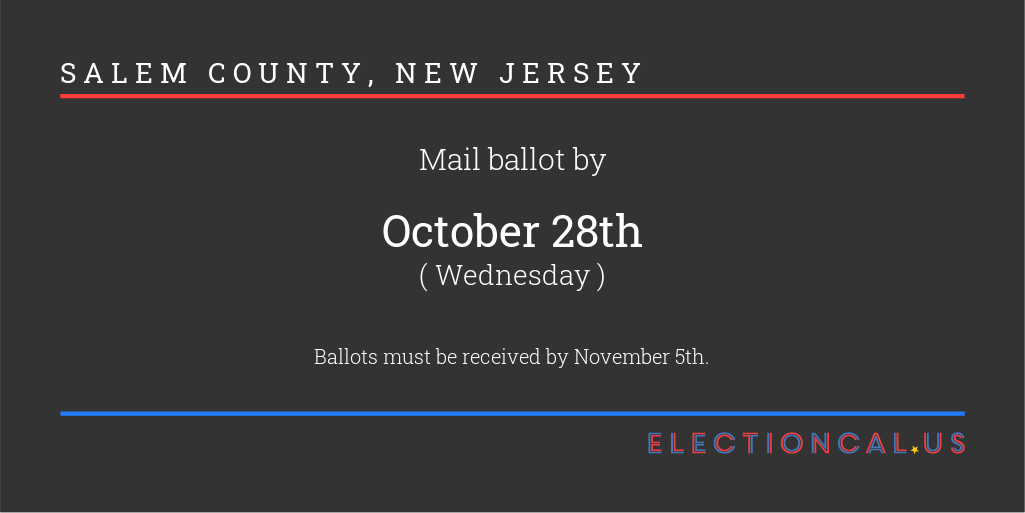 SALEM COUNTY, NEW JERSEY
Mail ballot by
October 28th
( Wednesday )
Ballots must be received by November 5th.
ELECTIONCAL.US